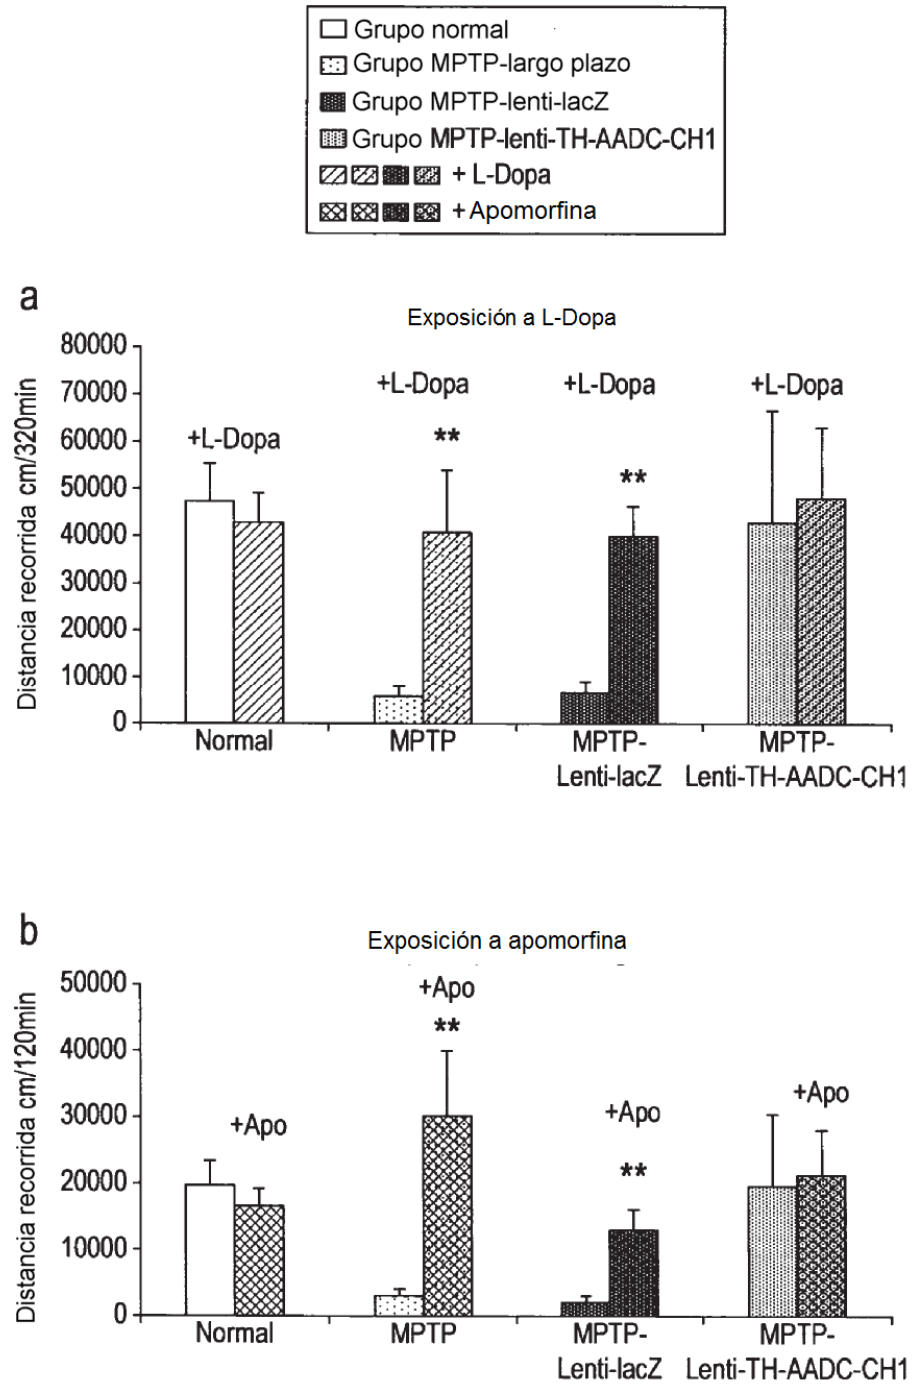 Grupo normal
Grupo MPTP-largo plazo
Grupo MPTP-lenti-lacZ
Grupo MPTP-lenti-TH-AADC-CH1
+ L-Dopa
+ Apomorfina
a
Exposición a L-Dopa
Distancia recorrida cm/320min
80000
70000
60000
50000
40000
30000
20000
10000
0
+L-Dopa
+L-Dopa
**
+L-Dopa
**
+L-Dopa
Normal
MPTP
MPTP-
Lenti-lacZ
MPTP-
Lenti-TH-AADC-CH1
b
Exposición a apomorfina
Distancia recorrida cm/120min
50000
40000
30000
20000
10000
0
+Apo
+Apo
**
+Apo
**
+Apo
Normal
MPTP
MPTP-
Lenti-lacZ
MPTP-
Lenti-TH-AADC-CH1